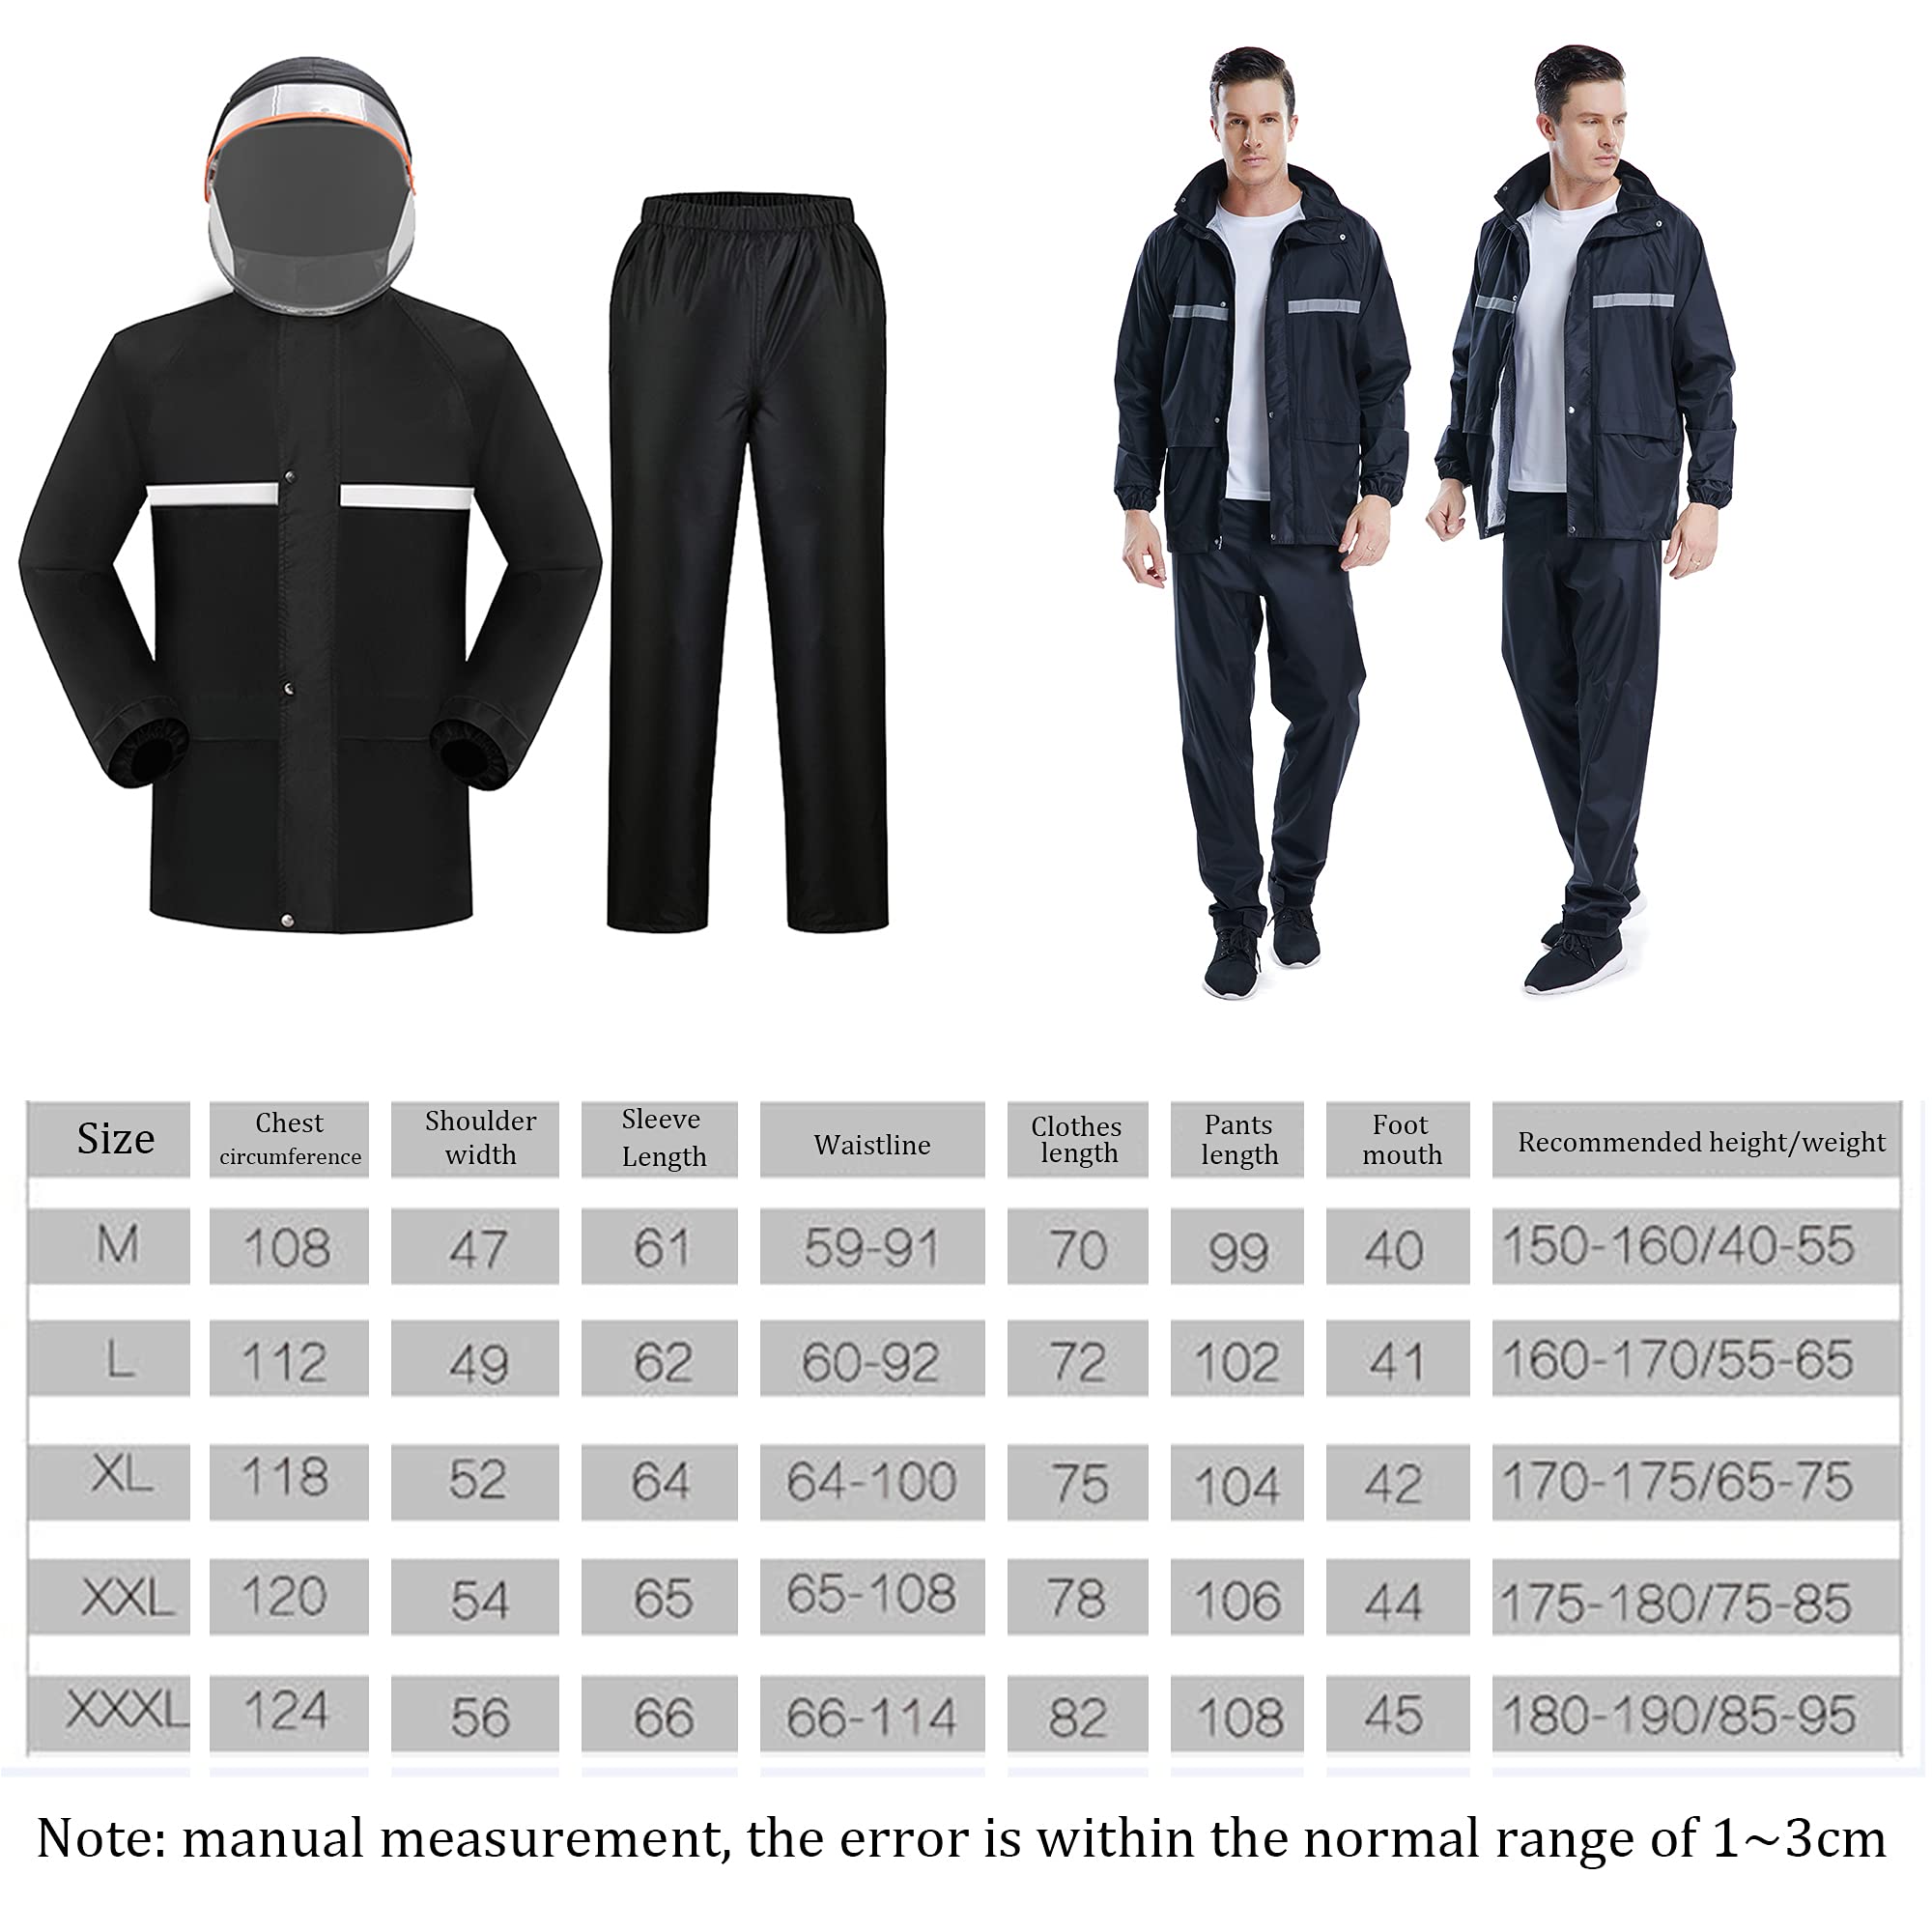 Size Chest circumference Shoulder width Sleeve Length Waistline Clothes length Pants length Foot mouth Recommended height/weight
M 108 47 61 59-91 70 99 40 150-160/40-55
L 112 49 62 60-92 72 102 41 160-170/55-65
XL 118 52 64 64-100 75 104 42 170-175/65-75
XXL 120 54 65 65-108 78 106 44 175-180/75-85
XXXL 124 56 66 66-114 82 108 45 180-190/85-95
Note: manual measurement, the error is within the normal range of 1~3cm